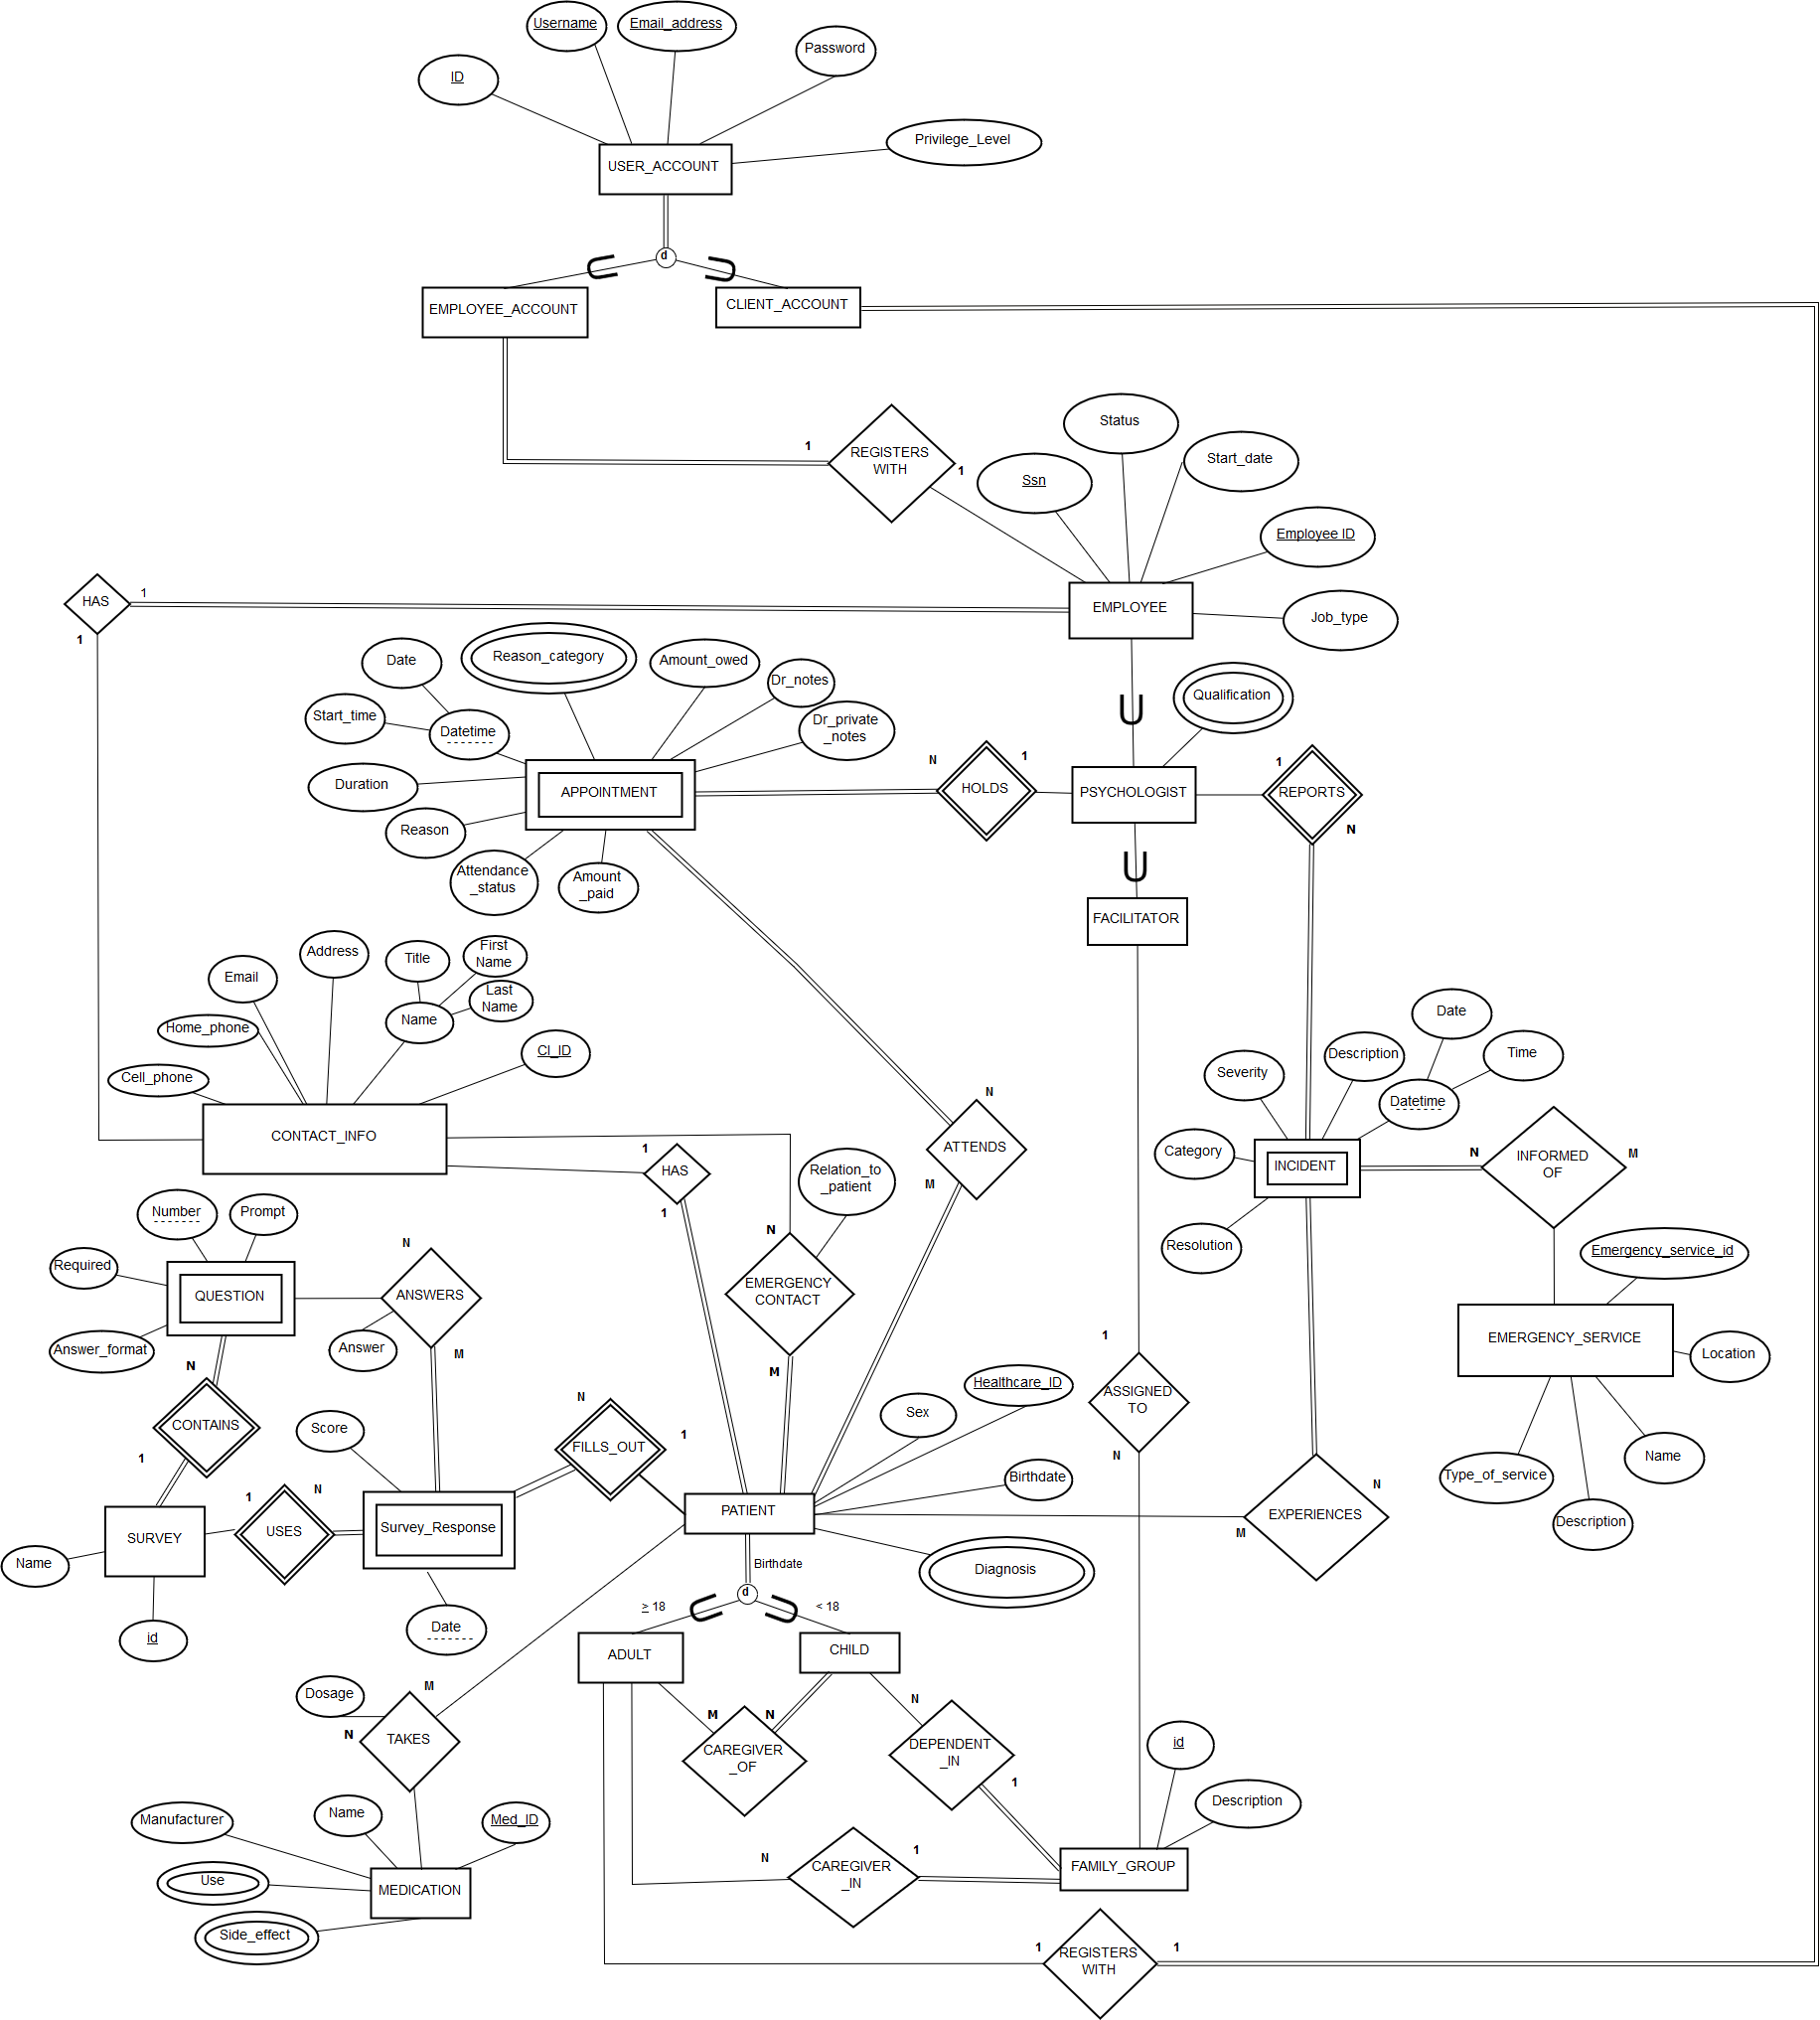 Username
Email_address
Password
ID
Privilege_Level
USER_ACCOUNT
d
EMPLOYEE_ACCOUNT
CLIENT_ACCOUNT
REGISTERS
WITH
1
1
Ssn
Status
Start_date
Employee ID
Job_type
EMPLOYEE
HAS
1
1
Date
Reason_category
Amount_owed
Dr_notes
Dr_private
_notes
Start_time
Datetime
Duration
Reason
Attendance
_status
Amount
_paid
APPOINTMENT
N
HOLDS
1
Qualification
PSYCHOLOGIST
1
REPORTS
N
FACILITATOR
Address
Title
First
Name
Last
Name
Email
Name
Home_phone
Cell_phone
CI_ID
CONTACT_INFO
1
HAS
1
Relation_to
_patient
N
ATTENDS
M
Date
Time
Description
Datetime
Severity
Category
INCIDENT
Resolution
N
INFORMED
OF
M
Emergency_service_id
EMERGENCY_SERVICE
Location
Type_of_service
Name
Description
Number
Prompt
Required
QUESTION
Answer_format
N
ANSWERS
Answer
M
N
EMERGENCY
CONTACT
M
1
ASSIGNED
TO
N
N
CONTAINS
1
Score
N
FILLS_OUT
1
Sex
Healthcare_ID
Birthdate
Diagnosis
PATIENT
Birthdate
N
EXPERIENCES
M
SURVEY
Name
id
1
USES
N
Survey_Response
Date
d
≥ 18
< 18
ADULT
CHILD
Dosage
M
N
TAKES
M
N
CAREGIVER
_OF
N
DEPENDENT
_IN
1
id
Description
Manufacturer
Name
Med_ID
Use
Side_effect
MEDICATION
N
CAREGIVER
_IN
1
FAMILY_GROUP
1
REGISTERS
WITH
1